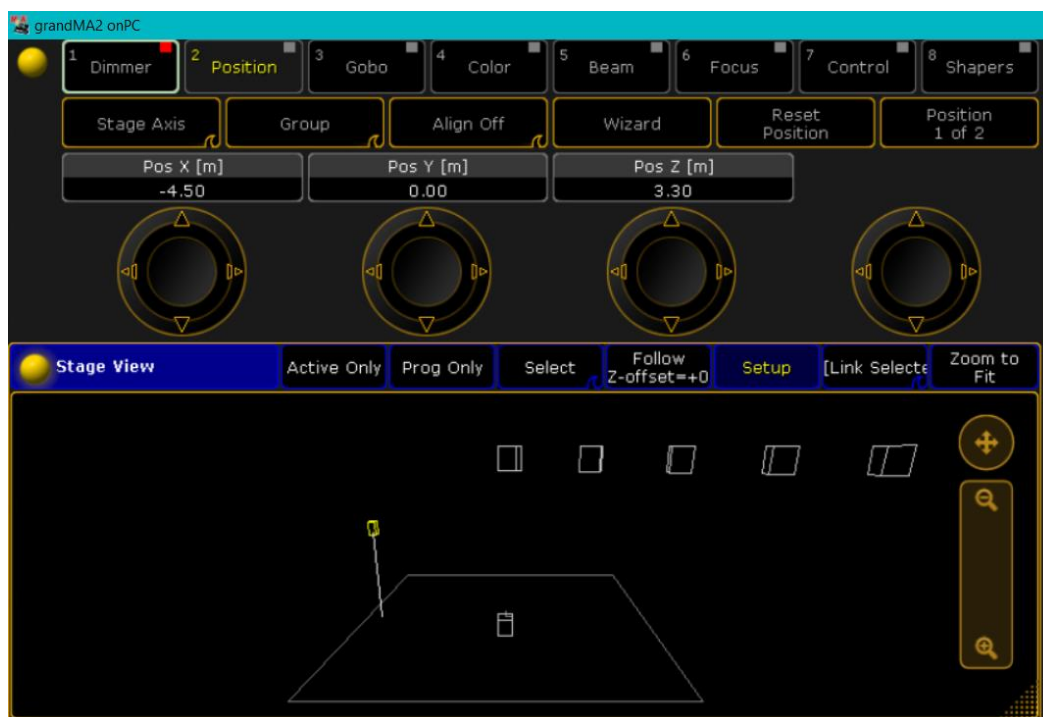 grandMA2 onPC
1 Dimmer 2 Position 3 Gobo 4 Color 5 Beam 6 Focus 7 Control 8 Shapers
Stage Axis Group Align Off Wizard Reset Position Position 1 of 2
Pos X [m] Pos Y [m] Pos Z [m]
-4.50 0.00 3.30
Stage View Active Only Prog Only Select Follow Z-offset=+0 Setup [Link Selecte Zoom to Fit